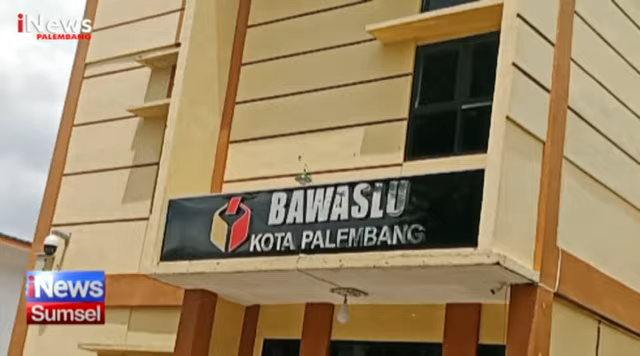 iNews
PALEMBANG
BAWASLU
KOTA PALEMBANG
iNews
Sumsel